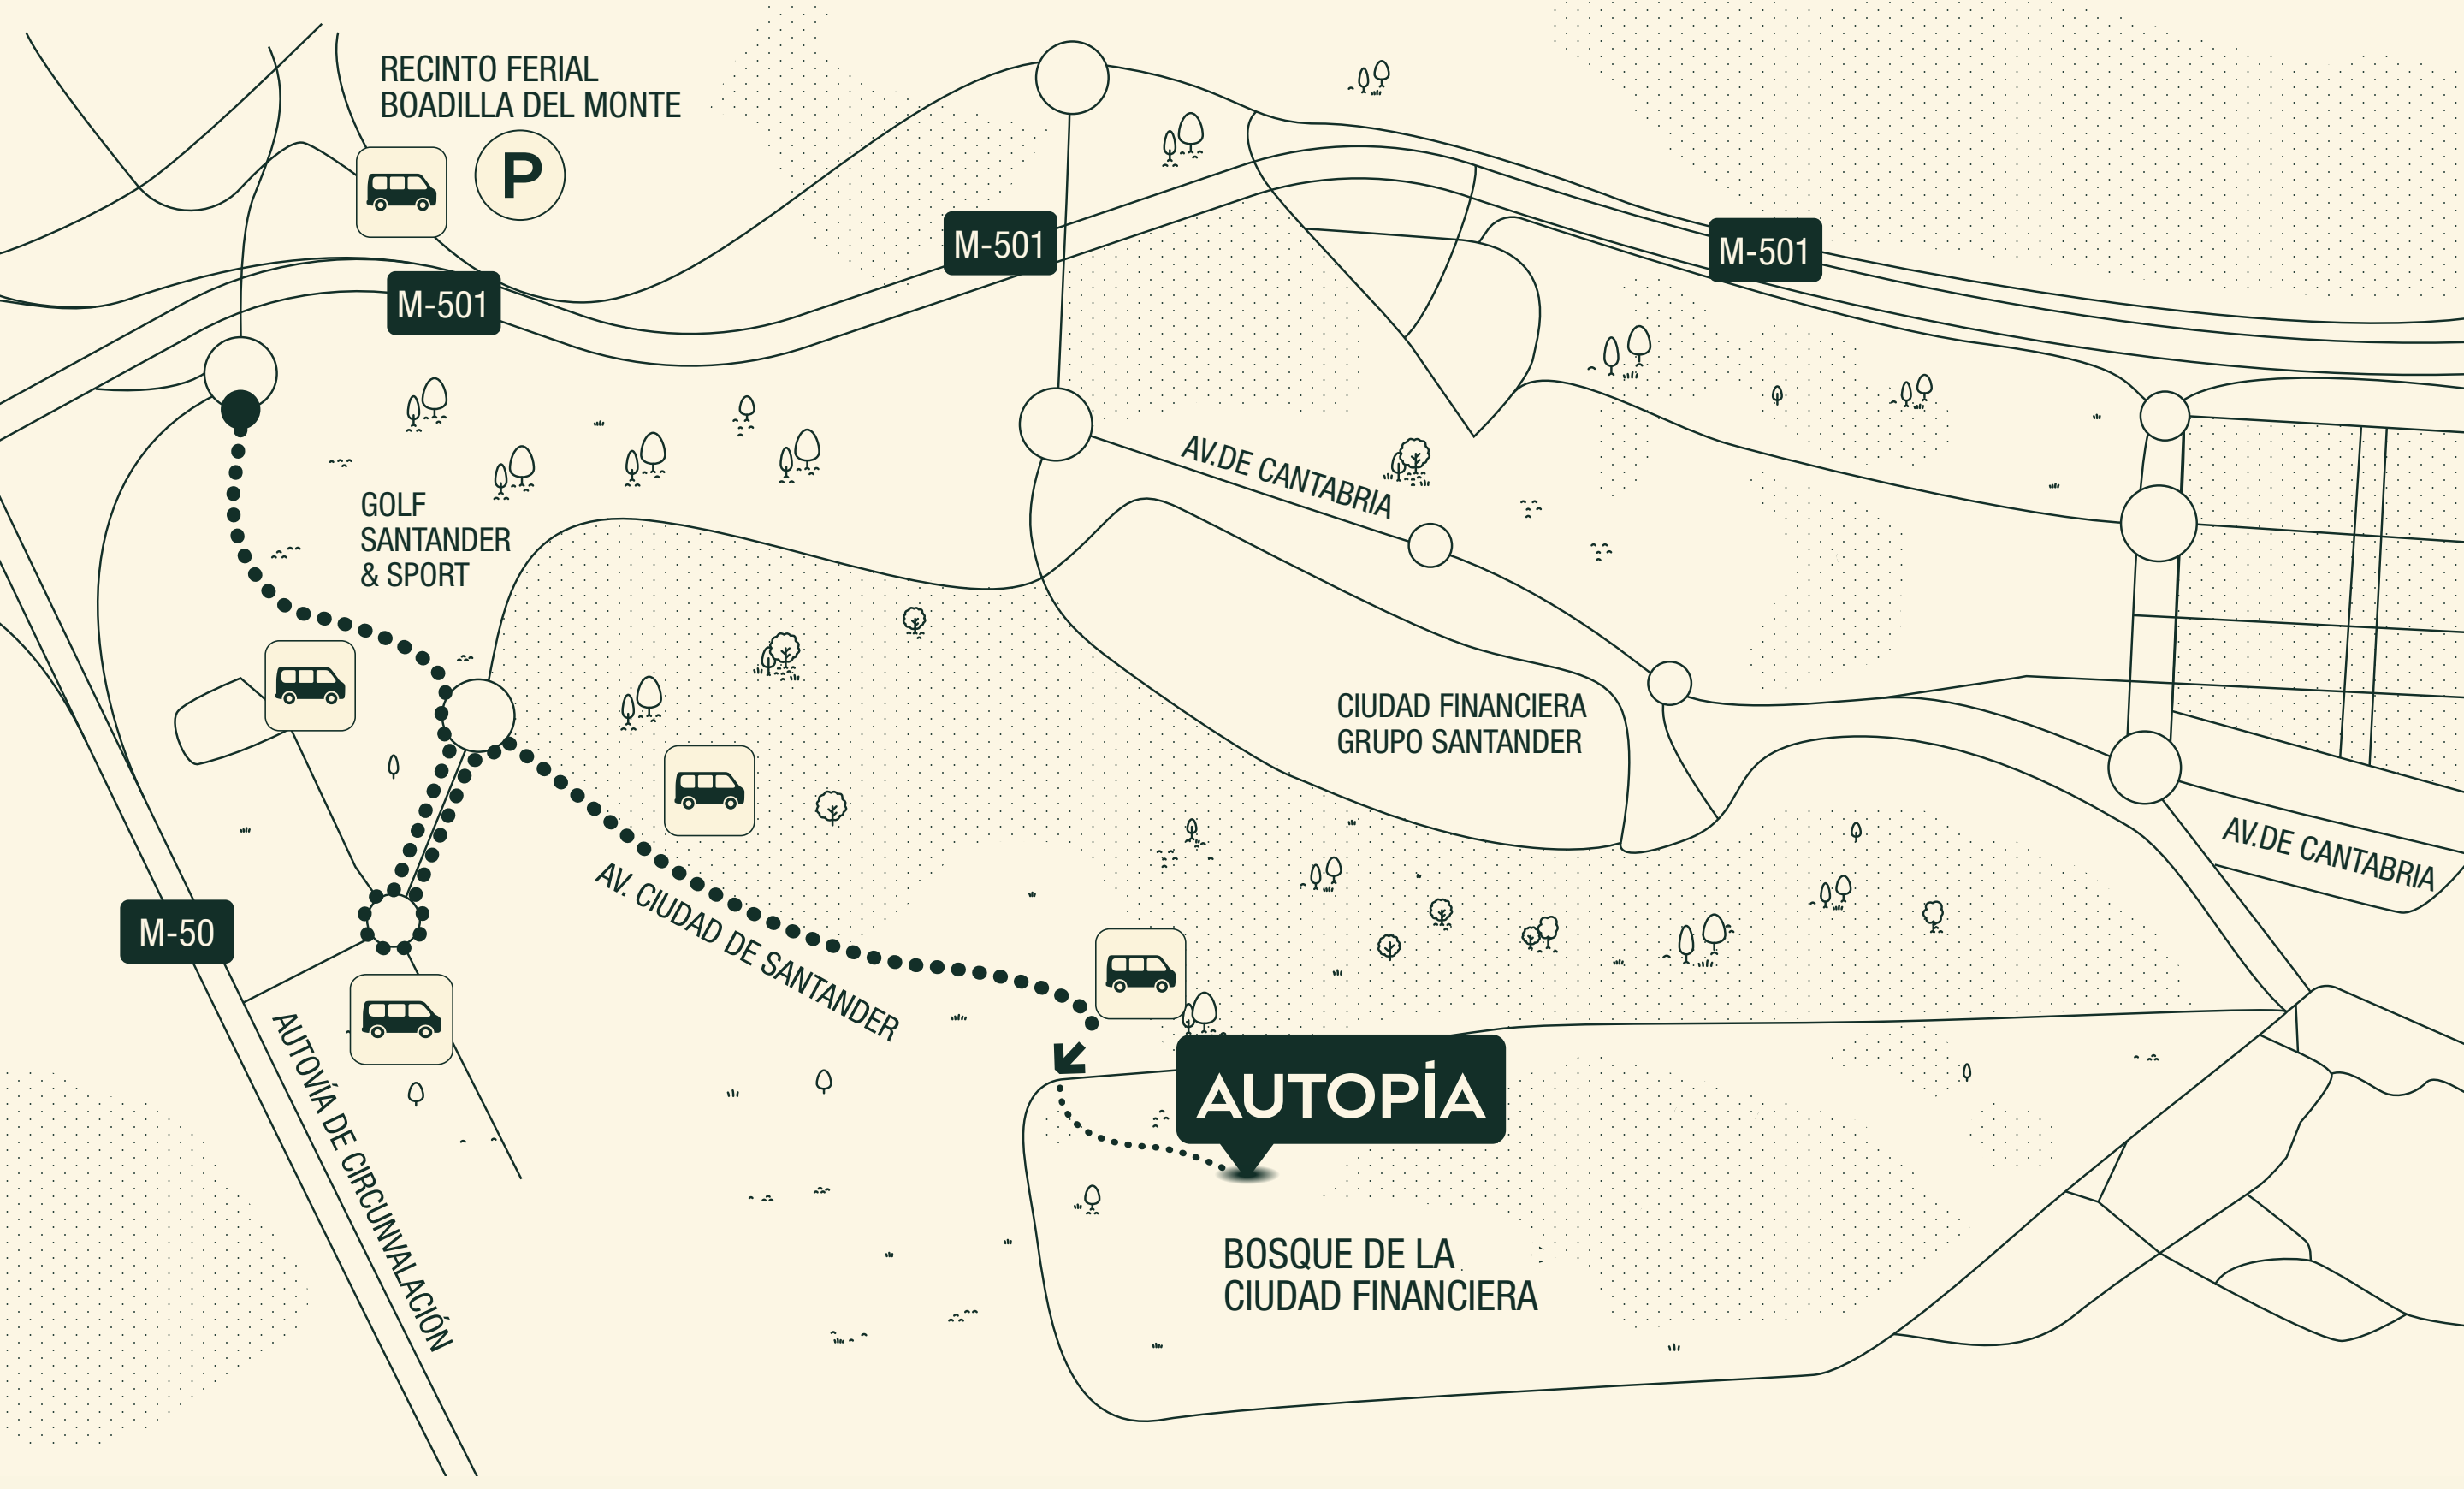 RECINTO FERIAL
BOADILLA DEL MONTE
P
M-501
M-501
M-501
GOLF
SANTANDER
& SPORT
AV.DE CANTABRIA
CIUDAD FINANCIERA
GRUPO SANTANDER
AV.DE CANTABRIA
AV. CIUDAD DE SANTANDER
M-50
AUTOVÍA DE CIRCUNVALACIÓN
AUTOPÍA
BOSQUE DE LA
CIUDAD FINANCIERA